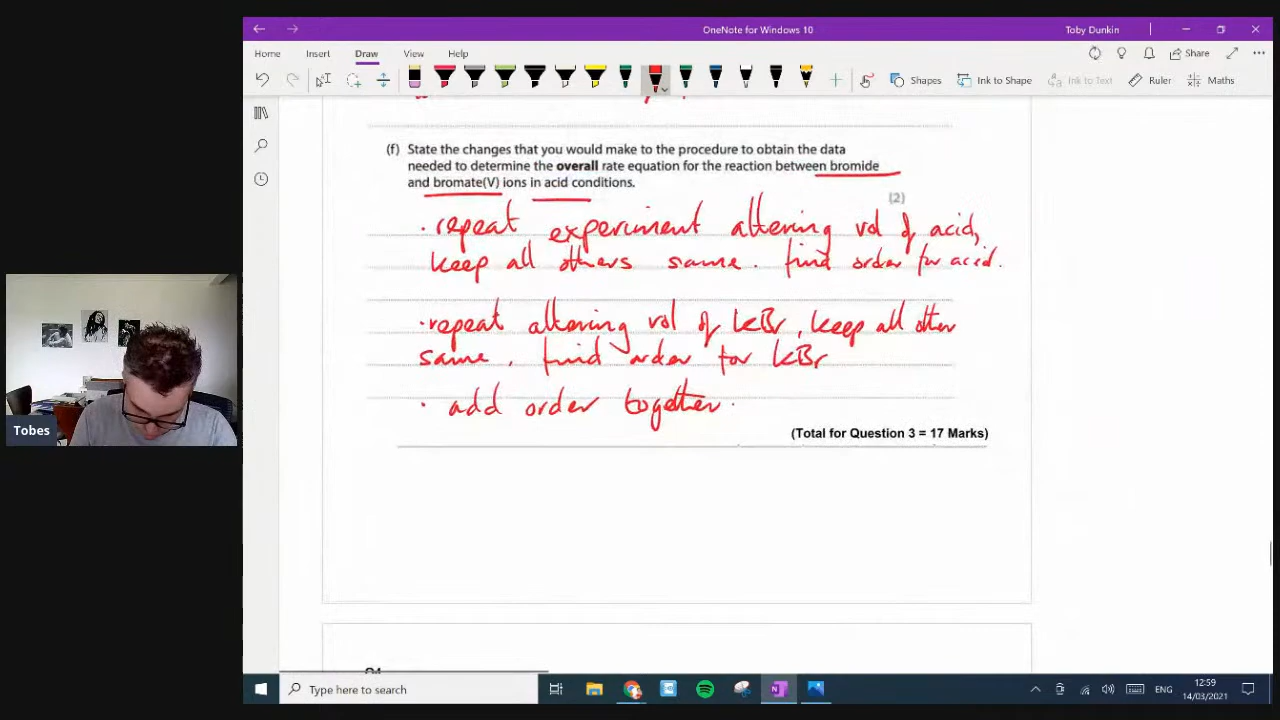 OneNote for Windows 10
Toby Dunkin
Home Insert Draw View Help
Share
Shapes Ink to Shape Ink to Text Ruler Maths
(f) State the changes that you would make to the procedure to obtain the data
needed to determine the overall rate equation for the reaction between bromide
and bromate(V) ions in acid conditions.
(2)
· repeat experiment altering vol of acid,
keep all others same. find order for acid.
· repeat altering vol of KBr, keep all other
same. find order for KBr
· add order together.
(Total for Question 3 = 17 Marks)
Tobes
Type here to search
ENG
12:59
14/03/2021